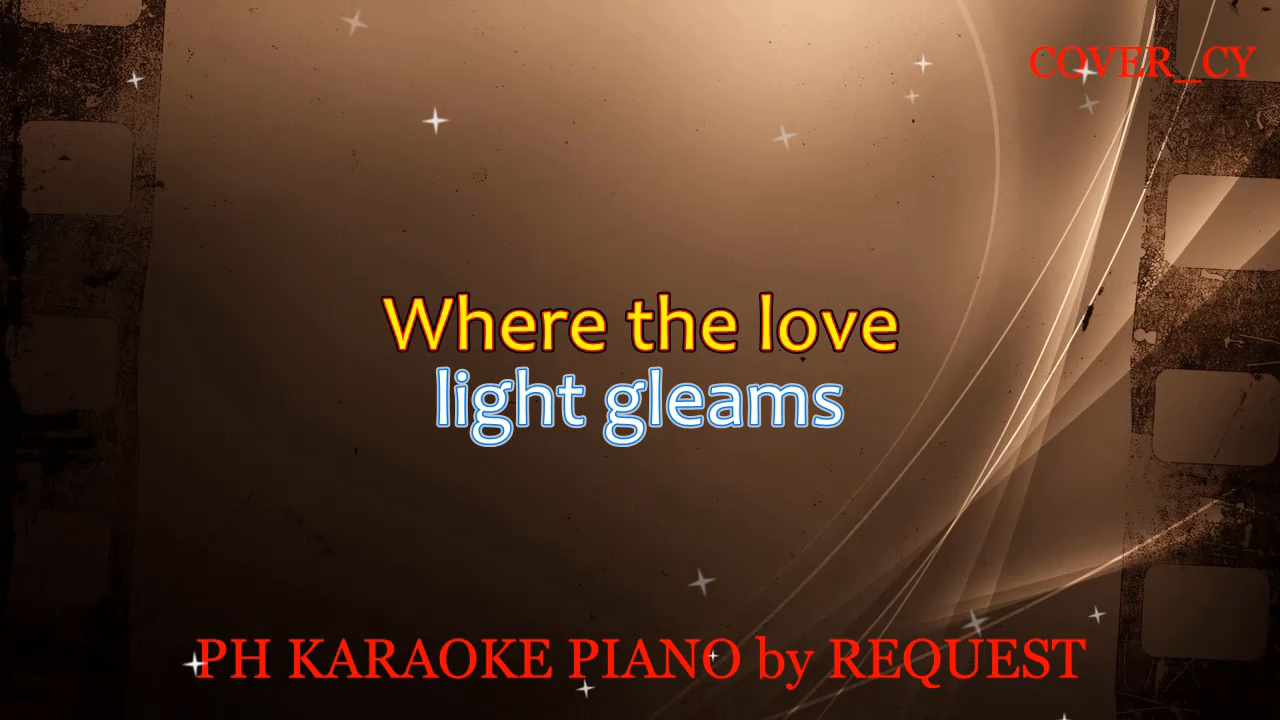 COVER_CY
Where the love
light gleams
PH KARAOKE PIANO by REQUEST